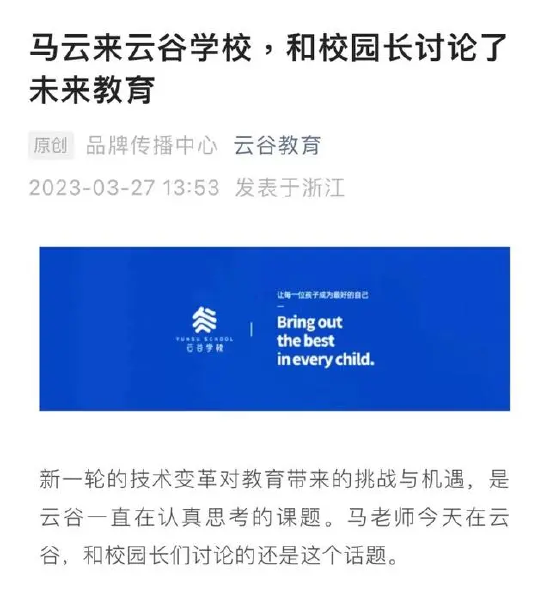 马云来云谷学校，和校园长讨论了
未来教育
原创 品牌传播中心 云谷教育
2023-03-27 13:53 发表于浙江
让每一位孩子成为最好的自己
YUNGU SCHOOL
云谷学校
Bring out
the best
in every child.
新一轮的技术变革对教育带来的挑战与机遇，是
云谷一直在认真思考的课题。马老师今天在云
谷，和校园长们讨论的还是这个话题。